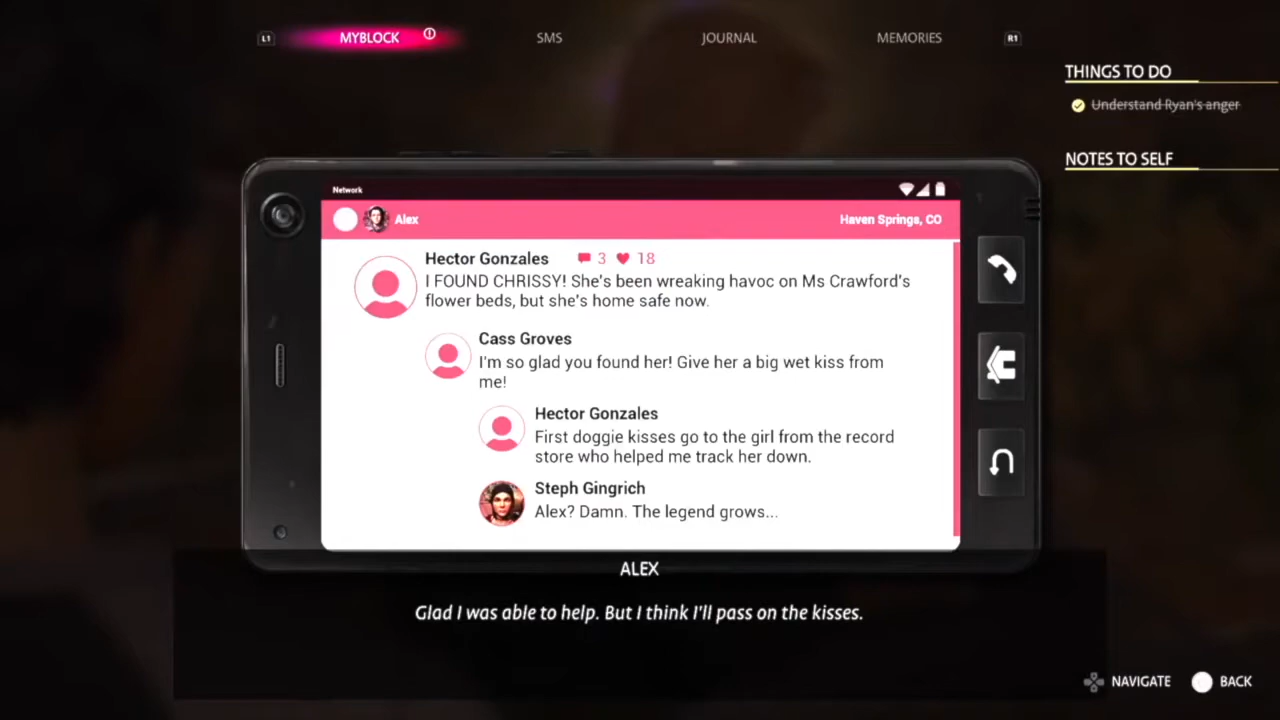 L1
MYBLOCK
SMS
JOURNAL
MEMORIES
R1
THINGS TO DO
Understand Ryan's anger
NOTES TO SELF
Network
Alex
Haven Springs, CO
Hector Gonzales 3 18
I FOUND CHRISSY! She's been wreaking havoc on Ms Crawford's
flower beds, but she's home safe now.
Cass Groves
I'm so glad you found her! Give her a big wet kiss from
me!
Hector Gonzales
First doggie kisses go to the girl from the record
store who helped me track her down.
Steph Gingrich
Alex? Damn. The legend grows...
ALEX
Glad I was able to help. But I think I'll pass on the kisses.
NAVIGATE
BACK